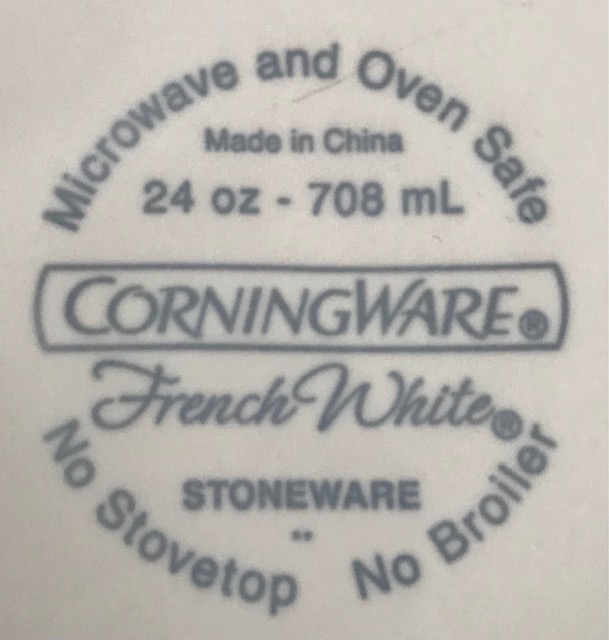 Microwave and Oven Safe
Made in China
24 oz - 708 mL
CORNINGWARE®
French White®
STONEWARE
No Stovetop No Broiler